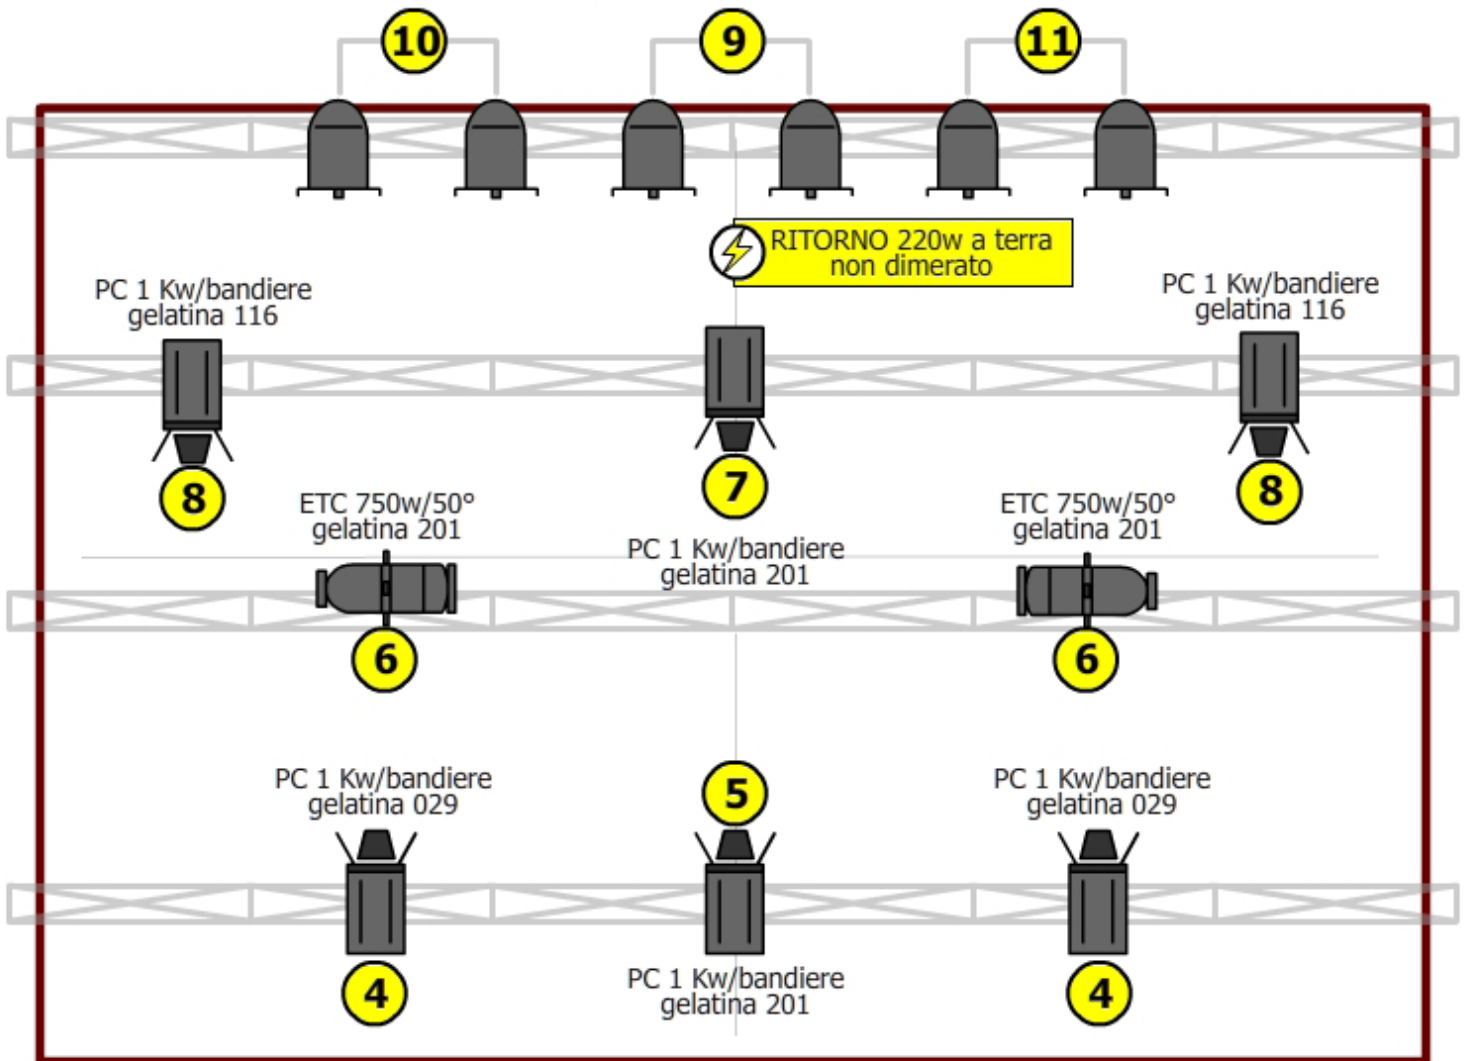 10
9
11
RITORNO 220w a terra
non dimerato
PC 1 Kw/bandiere
gelatina 116
PC 1 Kw/bandiere
gelatina 116
8
7
8
ETC 750w/50°
gelatina 201
PC 1 Kw/bandiere
gelatina 201
ETC 750w/50°
gelatina 201
6
6
PC 1 Kw/bandiere
gelatina 029
5
PC 1 Kw/bandiere
gelatina 029
4
PC 1 Kw/bandiere
gelatina 201
4